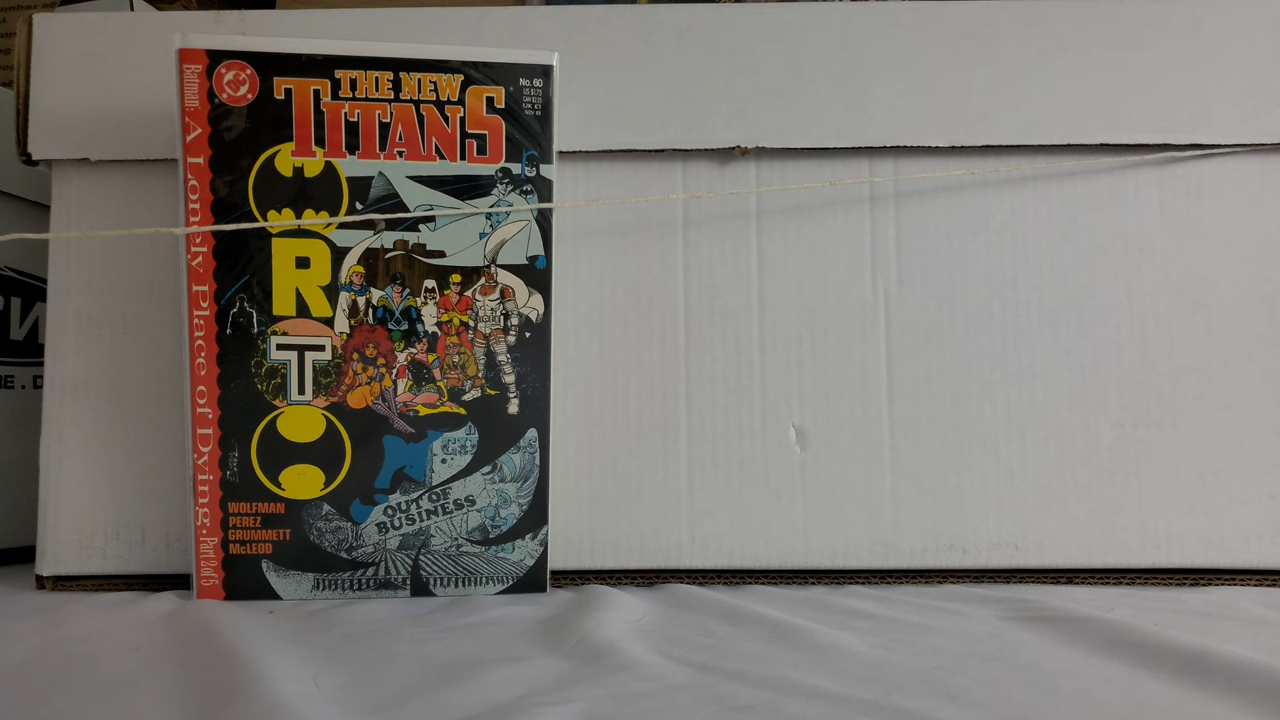 Batman: A Lonely Place of Dying · Part 2 of 5
DC
THE NEW
TITANS
No. 60
US $1.75
CAN $2.25
UK £1
NOV 89
R
T
OUT OF
BUSINESS
WOLFMAN
PEREZ
GRUMMETT
McLEOD
RE. D